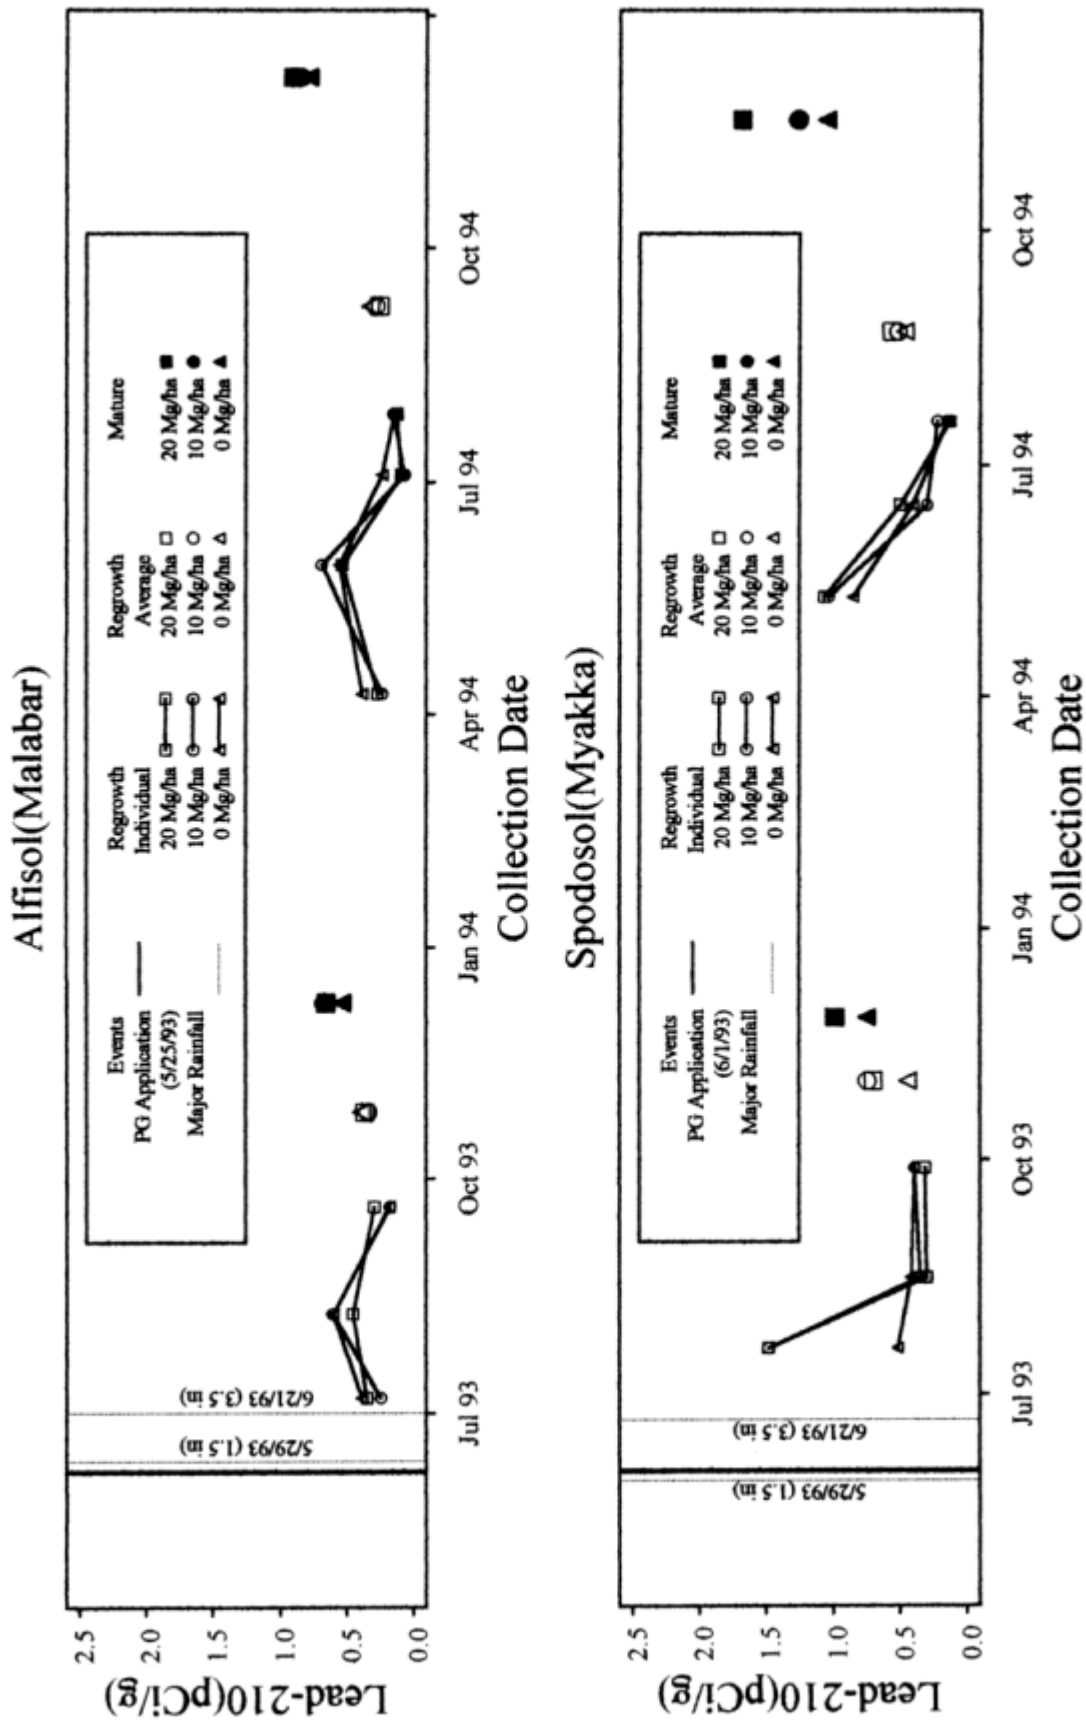 Alfisol(Malabar)
Lead-210(pCi/g)
2.5
2.0
1.5
1.0
0.5
0.0
5/29/93 (1.5 in)
6/21/93 (3.5 in)
Events
PG Application
(5/25/93)
Major Rainfall
Regrowth
Individual
20 Mg/ha
10 Mg/ha
0 Mg/ha
Regrowth
Average
20 Mg/ha
10 Mg/ha
0 Mg/ha
Mature
20 Mg/ha
10 Mg/ha
0 Mg/ha
Jul 93 Oct 93 Jan 94 Apr 94 Jul 94 Oct 94
Collection Date
Spodosol(Myakka)
Lead-210(pCi/g)
2.5
2.0
1.5
1.0
0.5
0.0
5/29/93 (1.5 in)
6/21/93 (3.5 in)
Events
PG Application
(6/1/93)
Major Rainfall
Regrowth
Individual
20 Mg/ha
10 Mg/ha
0 Mg/ha
Regrowth
Average
20 Mg/ha
10 Mg/ha
0 Mg/ha
Mature
20 Mg/ha
10 Mg/ha
0 Mg/ha
Jul 93 Oct 93 Jan 94 Apr 94 Jul 94 Oct 94
Collection Date